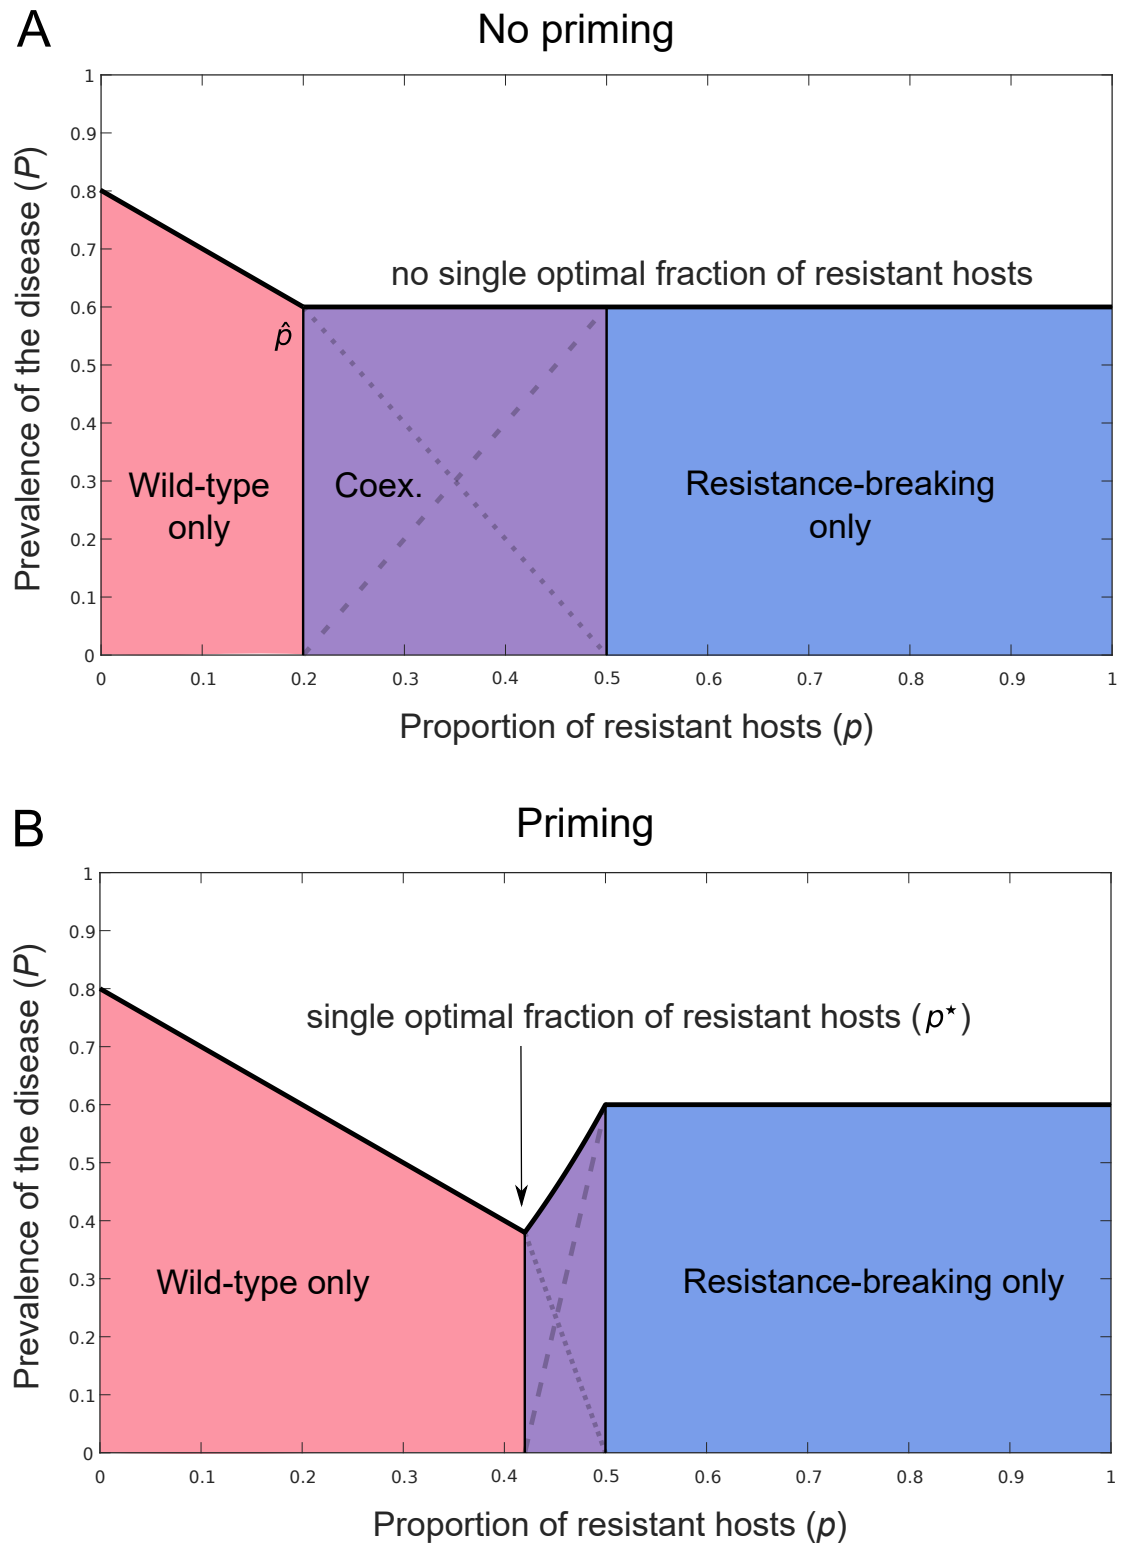 A
No priming
1
0.9
0.8
0.7
0.6
0.5
0.4
0.3
0.2
0.1
0
Prevalence of the disease (P)
no single optimal fraction of resistant hosts
p̂
Wild-type
only
Coex.
Resistance-breaking
only
0 0.1 0.2 0.3 0.4 0.5 0.6 0.7 0.8 0.9 1
Proportion of resistant hosts (p)
B
Priming
1
0.9
0.8
0.7
0.6
0.5
0.4
0.3
0.2
0.1
0
Prevalence of the disease (P)
single optimal fraction of resistant hosts (p⋆)
Wild-type only
Resistance-breaking only
0 0.1 0.2 0.3 0.4 0.5 0.6 0.7 0.8 0.9 1
Proportion of resistant hosts (p)